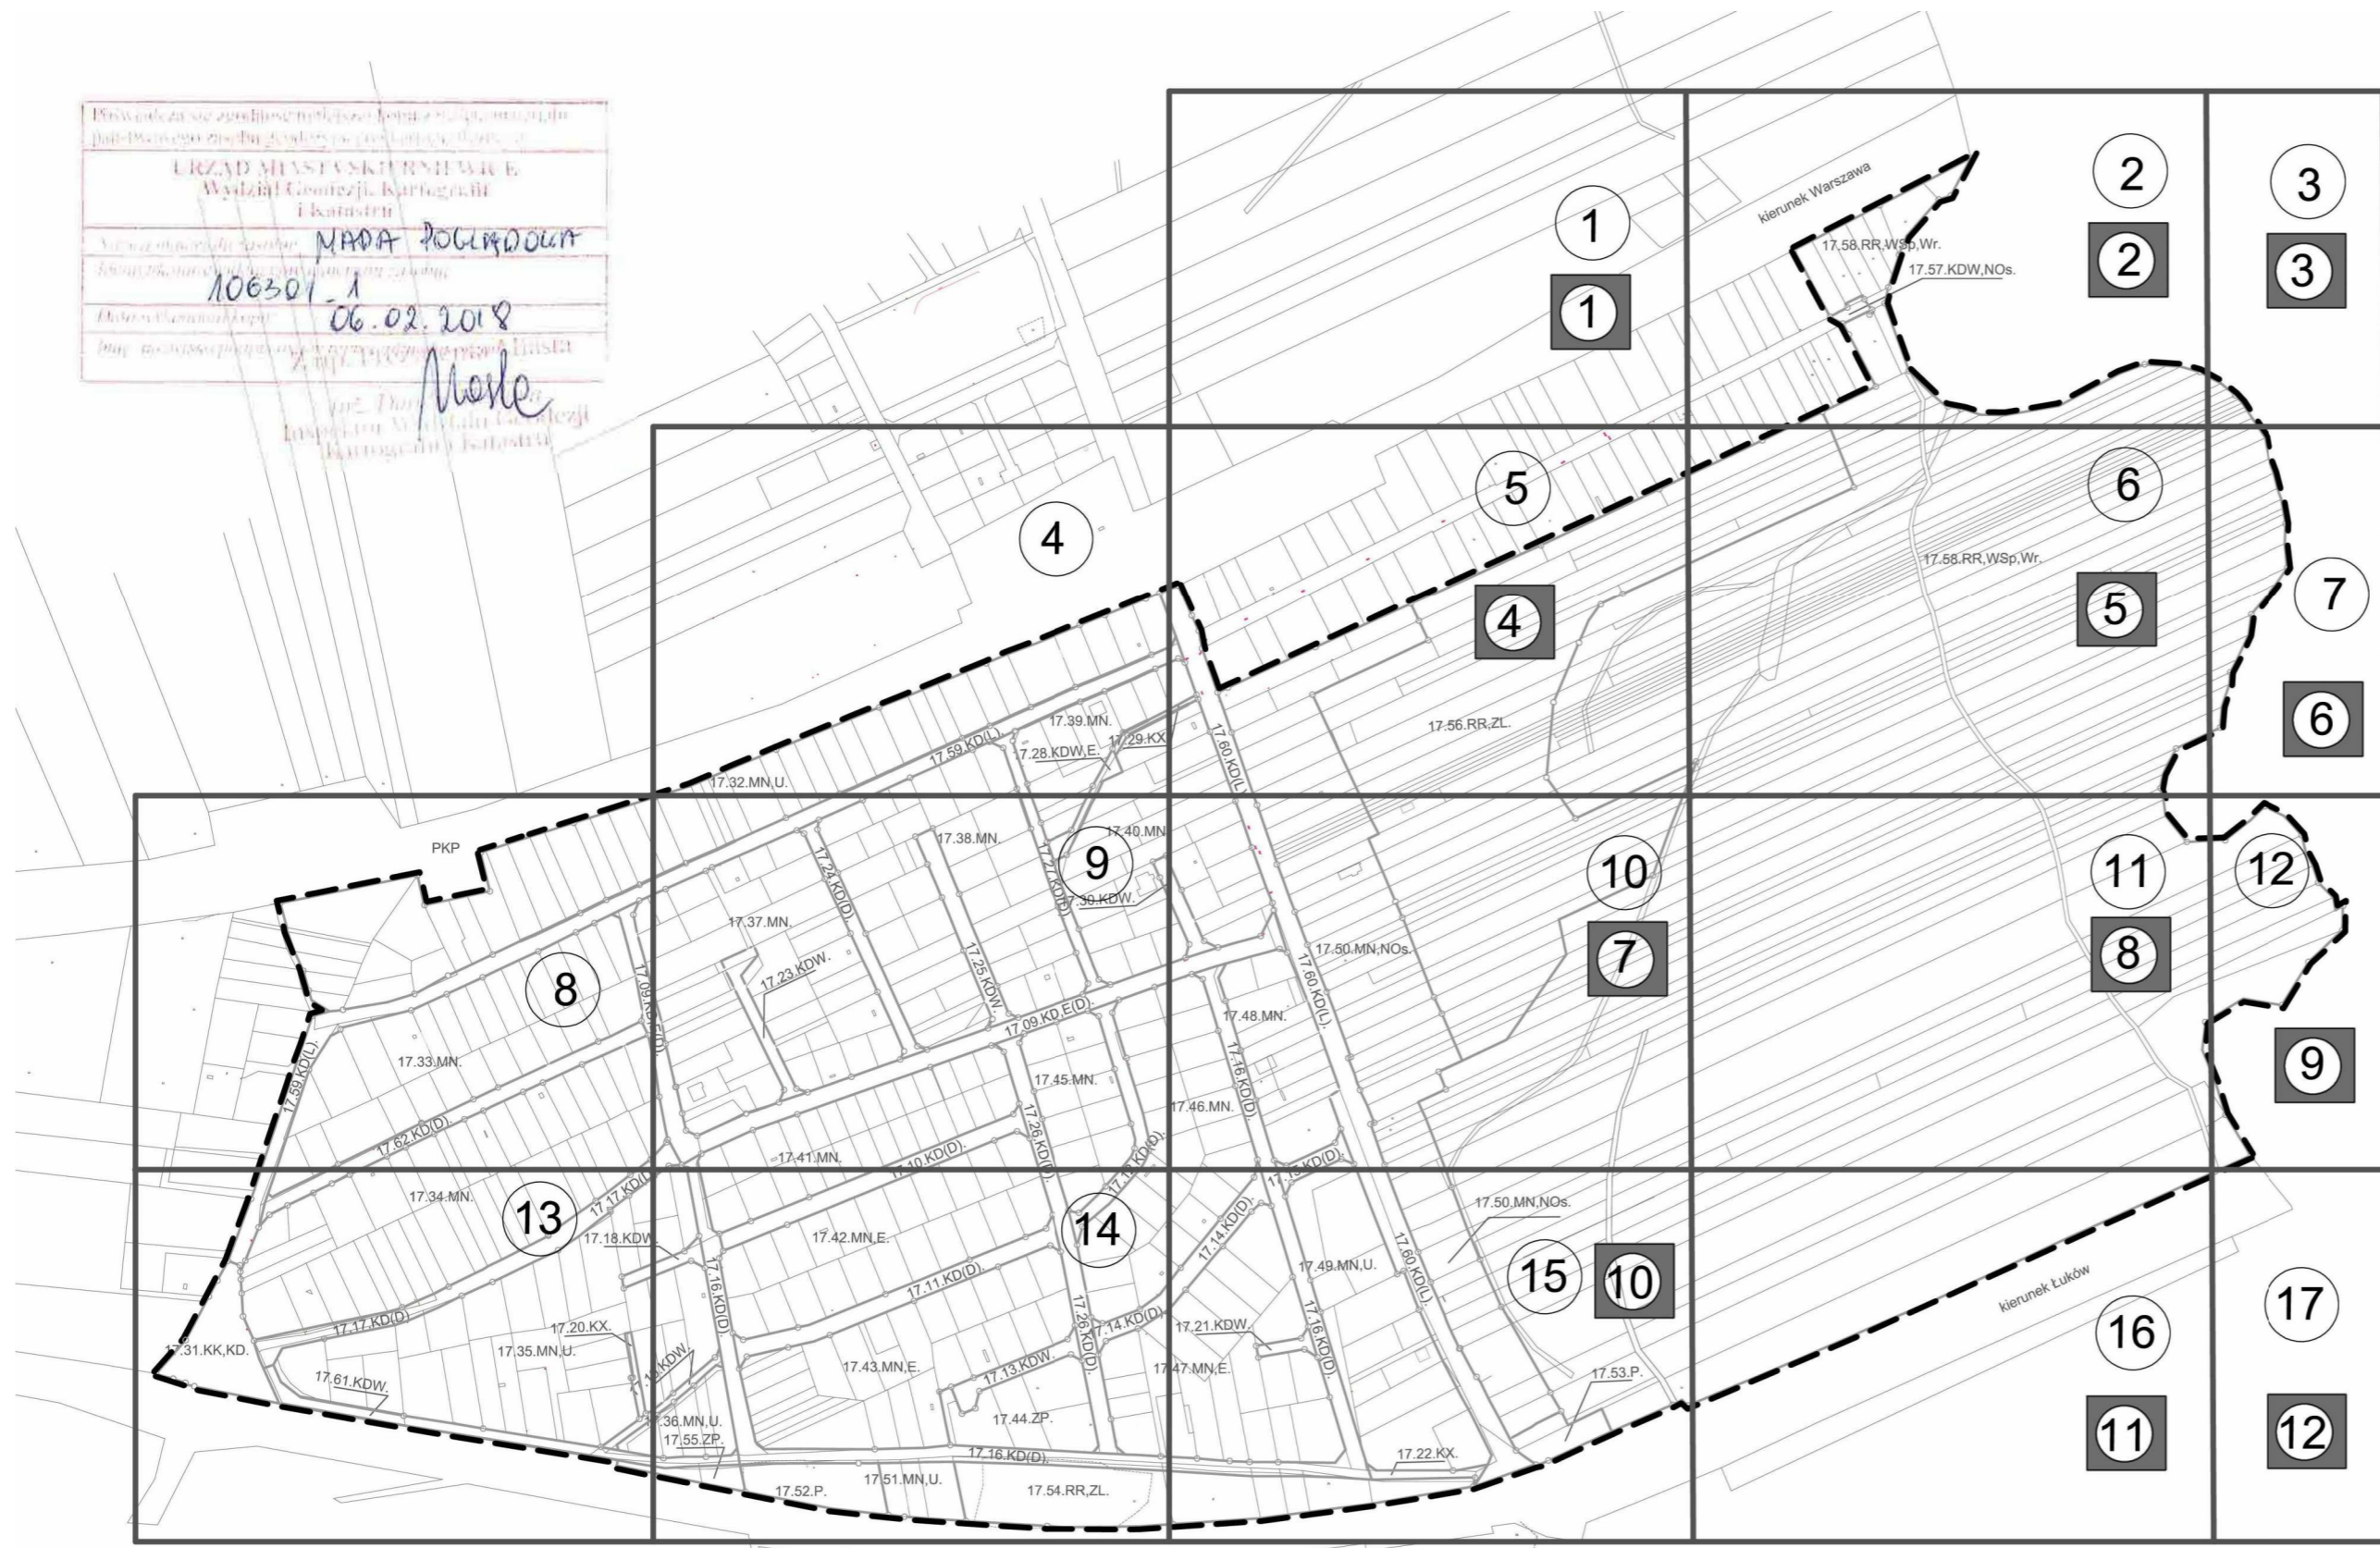 URZĄD MIASTA SKIERNIEWICE
Wydział Geodezji, Kartografii
i Katastru
MAPA POGLĄDOWA
106301_1
06.02.2018
kierunek Warszawa
1
1
2
2
3
3
17.58.RR,WSp,Wr.
17.57.KDW,NOs.
4
5
4
6
5
7
6
17.58.RR,WSp,Wr.
17.56.RR,ZL.
17.39.MN.
17.59.KD(L).
17.28.KDW,E.
17.29.KX
17.60.KD(L)
17.32.MN,U.
PKP
17.38.MN.
17.40.MN
17.24.KD(D).
17.27.KD(D)
9
17.30.KDW.
10
7
11
8
12
9
17.37.MN.
17.23.KDW.
17.25.KDW.
17.50.MN,NOs.
17.60.KD(L).
8
17.09.KD,E(D).
17.09.KD,E(D).
17.48.MN.
17.33.MN.
17.59.KD(L).
17.45.MN.
17.16.KD(D).
17.46.MN.
17.62.KD(D).
17.41.MN.
17.10.KD(D).
17.26.KD(D).
17.12.KD(D).
17.15.KD(D).
17.34.MN.
13
17.17.KD(D)
17.18.KDW.
17.42.MN,E.
14
17.14.KD(D).
17.50.MN,NOs.
17.49.MN,U.
17.60.KD(L).
15
10
kierunek Łuków
16
11
17
12
17.16.KD(D).
17.11.KD(D).
17.26.KD(D).
17.14.KD(D)
17.21.KDW.
17.16.KD(D).
17.17.KD(D)
17.20.KX.
17.31.KK,KD.
17.35.MN,U.
17.43.MN,E.
17.13.KDW.
17.47.MN,E.
17.53.P.
17.61.KDW.
17.36.MN,U.
17.44.ZP.
17.55.ZP.
17.16.KD(D).
17.22.KX.
17.51.MN,U.
17.52.P.
17.54.RR,ZL.